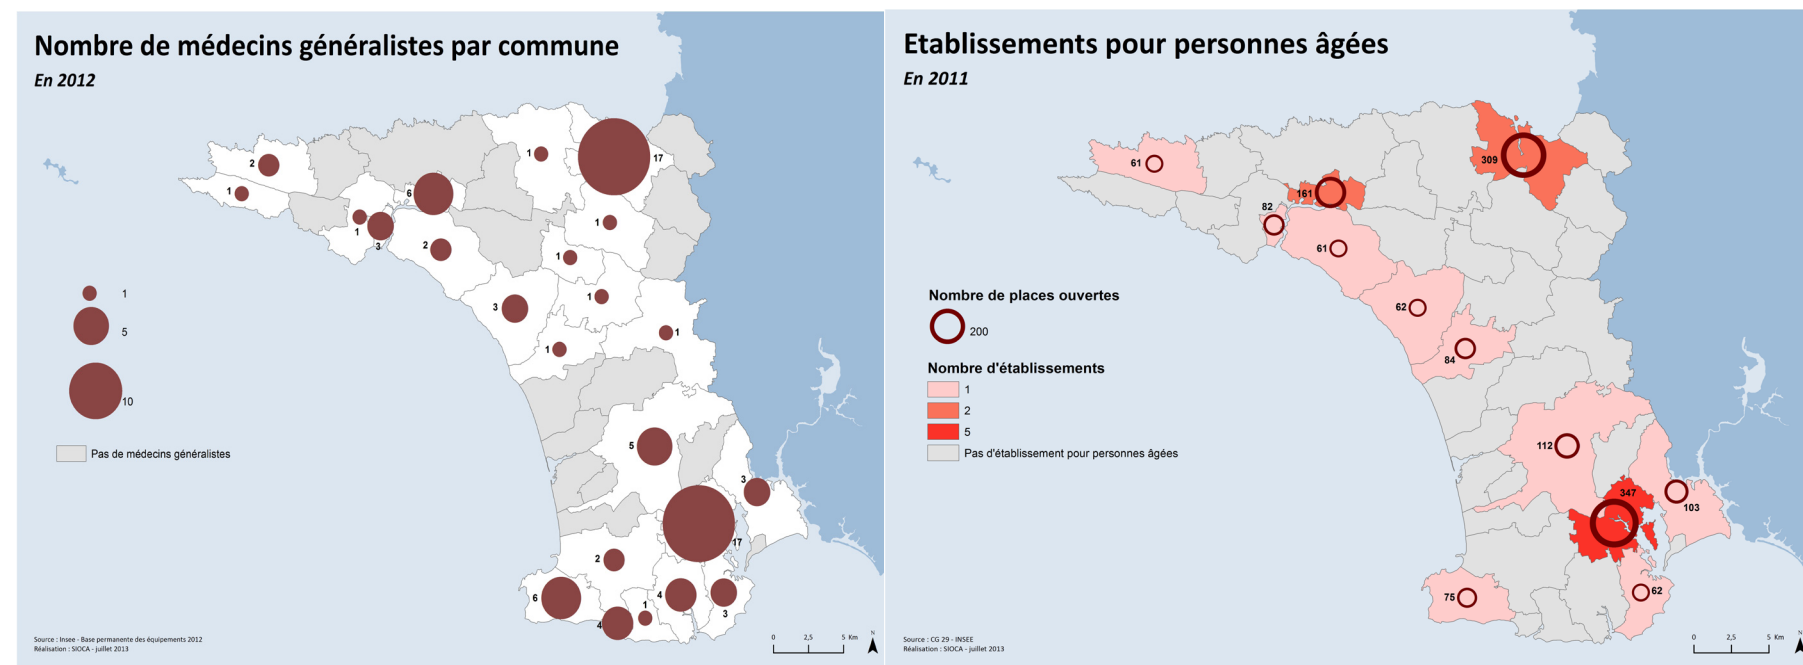 Nombre de médecins généralistes par commune
En 2012
2
1
17
1
6
1
1
3
2
1
1
3
1
1
1
5
3
17
2
6
4
1
4
3
1
5
10
Pas de médecins généralistes
Source : Insee - Base permanente des équipements 2012
Réalisation : SIOCA - juillet 2013
0 2,5 5 Km
N
Etablissements pour personnes âgées
En 2011
61
309
161
82
61
62
84
112
347
103
75
62
Nombre de places ouvertes
200
Nombre d'établissements
1
2
5
Pas d'établissement pour personnes âgées
Source : CG 29 - INSEE
Réalisation : SIOCA - juillet 2013
0 2,5 5 Km
N